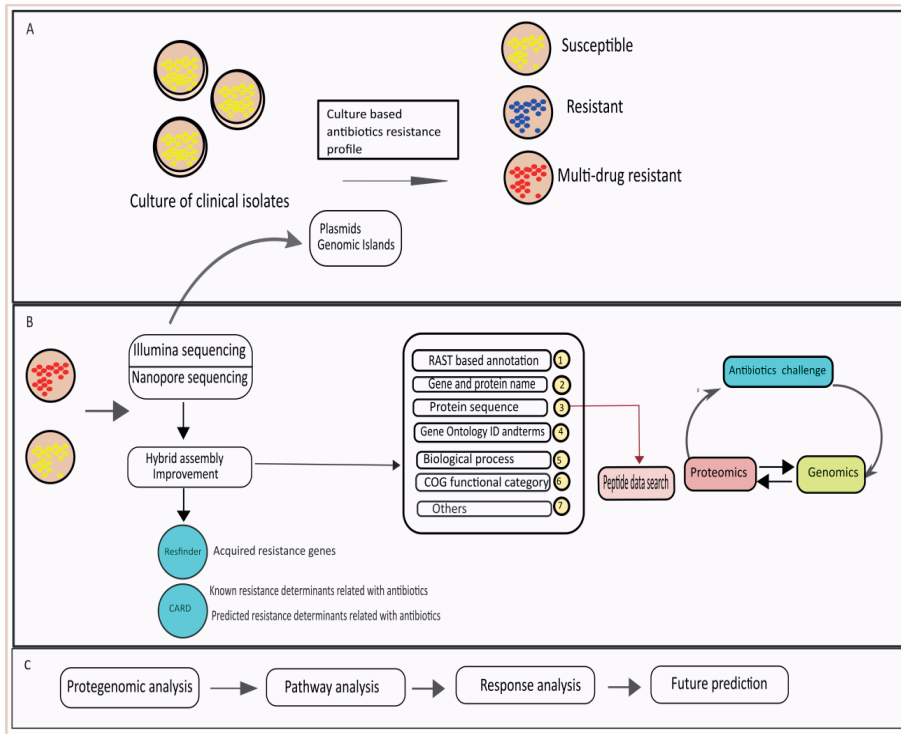 A
Susceptible
Resistant
Multi-drug resistant
Culture based
antibiotics resistance
profile
Culture of clinical isolates
Plasmids
Genomic Islands
B
Illumina sequencing
Nanopore sequencing
Hybrid assembly
Improvement
Resfinder
Acquired resistance genes
CARD
Known resistance determinants related with antibiotics
Predicted resistance determinants related with antibiotics
RAST based annotation 1
Gene and protein name 2
Protein sequence 3
Gene Ontology ID andterms 4
Biological process 5
COG functional category 6
Others 7
Peptide data search
Antibiotics challenge
Proteomics
Genomics
C
Protegenomic analysis
Pathway analysis
Response analysis
Future prediction